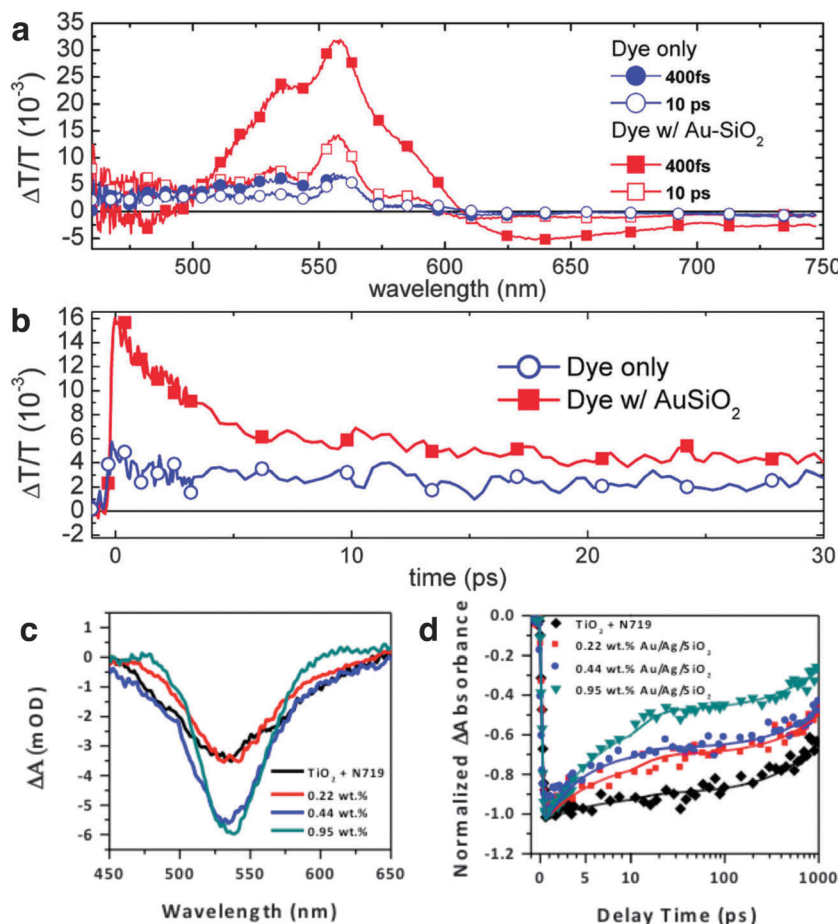 a
35
30
25
20
15
10
5
0
-5
ΔT/T (10⁻³)
Dye only
400fs
10 ps
Dye w/ Au-SiO₂
400fs
10 ps
500 550 600 650 700 750
wavelength (nm)
b
16
14
12
10
8
6
4
2
0
-2
ΔT/T (10⁻³)
Dye only
Dye w/ AuSiO₂
0 10 20 30
time (ps)
c
1
0
-1
-2
-3
-4
-5
-6
ΔA (mOD)
TiO₂ + N719
0.22 wt.%
0.44 wt.%
0.95 wt.%
450 500 550 600 650
Wavelength (nm)
d
0.0
-0.2
-0.4
-0.6
-0.8
-1.0
-1.2
Normalized ΔAbsorbance
TiO₂ + N719
0.22 wt.% Au/Ag/SiO₂
0.44 wt.% Au/Ag/SiO₂
0.95 wt.% Au/Ag/SiO₂
0 5 10 100 1000
Delay Time (ps)